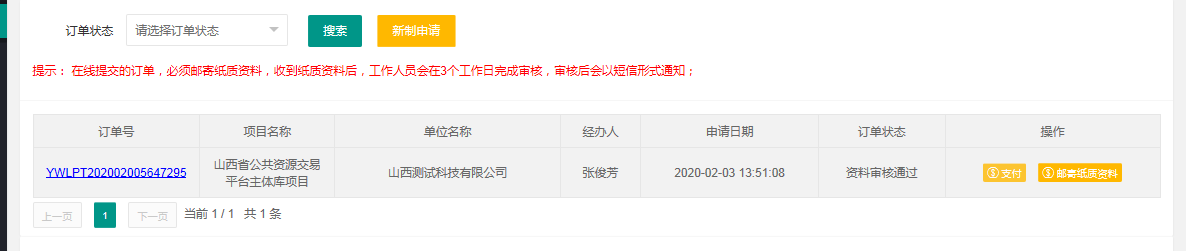 订单状态 请选择订单状态 搜索 新制申请
提示： 在线提交的订单，必须邮寄纸质资料，收到纸质资料后，工作人员会在3个工作日完成审核，审核后会以短信形式通知；
订单号 项目名称 单位名称 经办人 申请日期 订单状态 操作
YWLPT202002005647295 山西省公共资源交易 山西测试科技有限公司 张俊芳 2020-02-03 13:51:08 资料审核通过 支付 邮寄纸质资料
平台主体库项目
上一页 1 下一页 当前 1 / 1 共 1 条